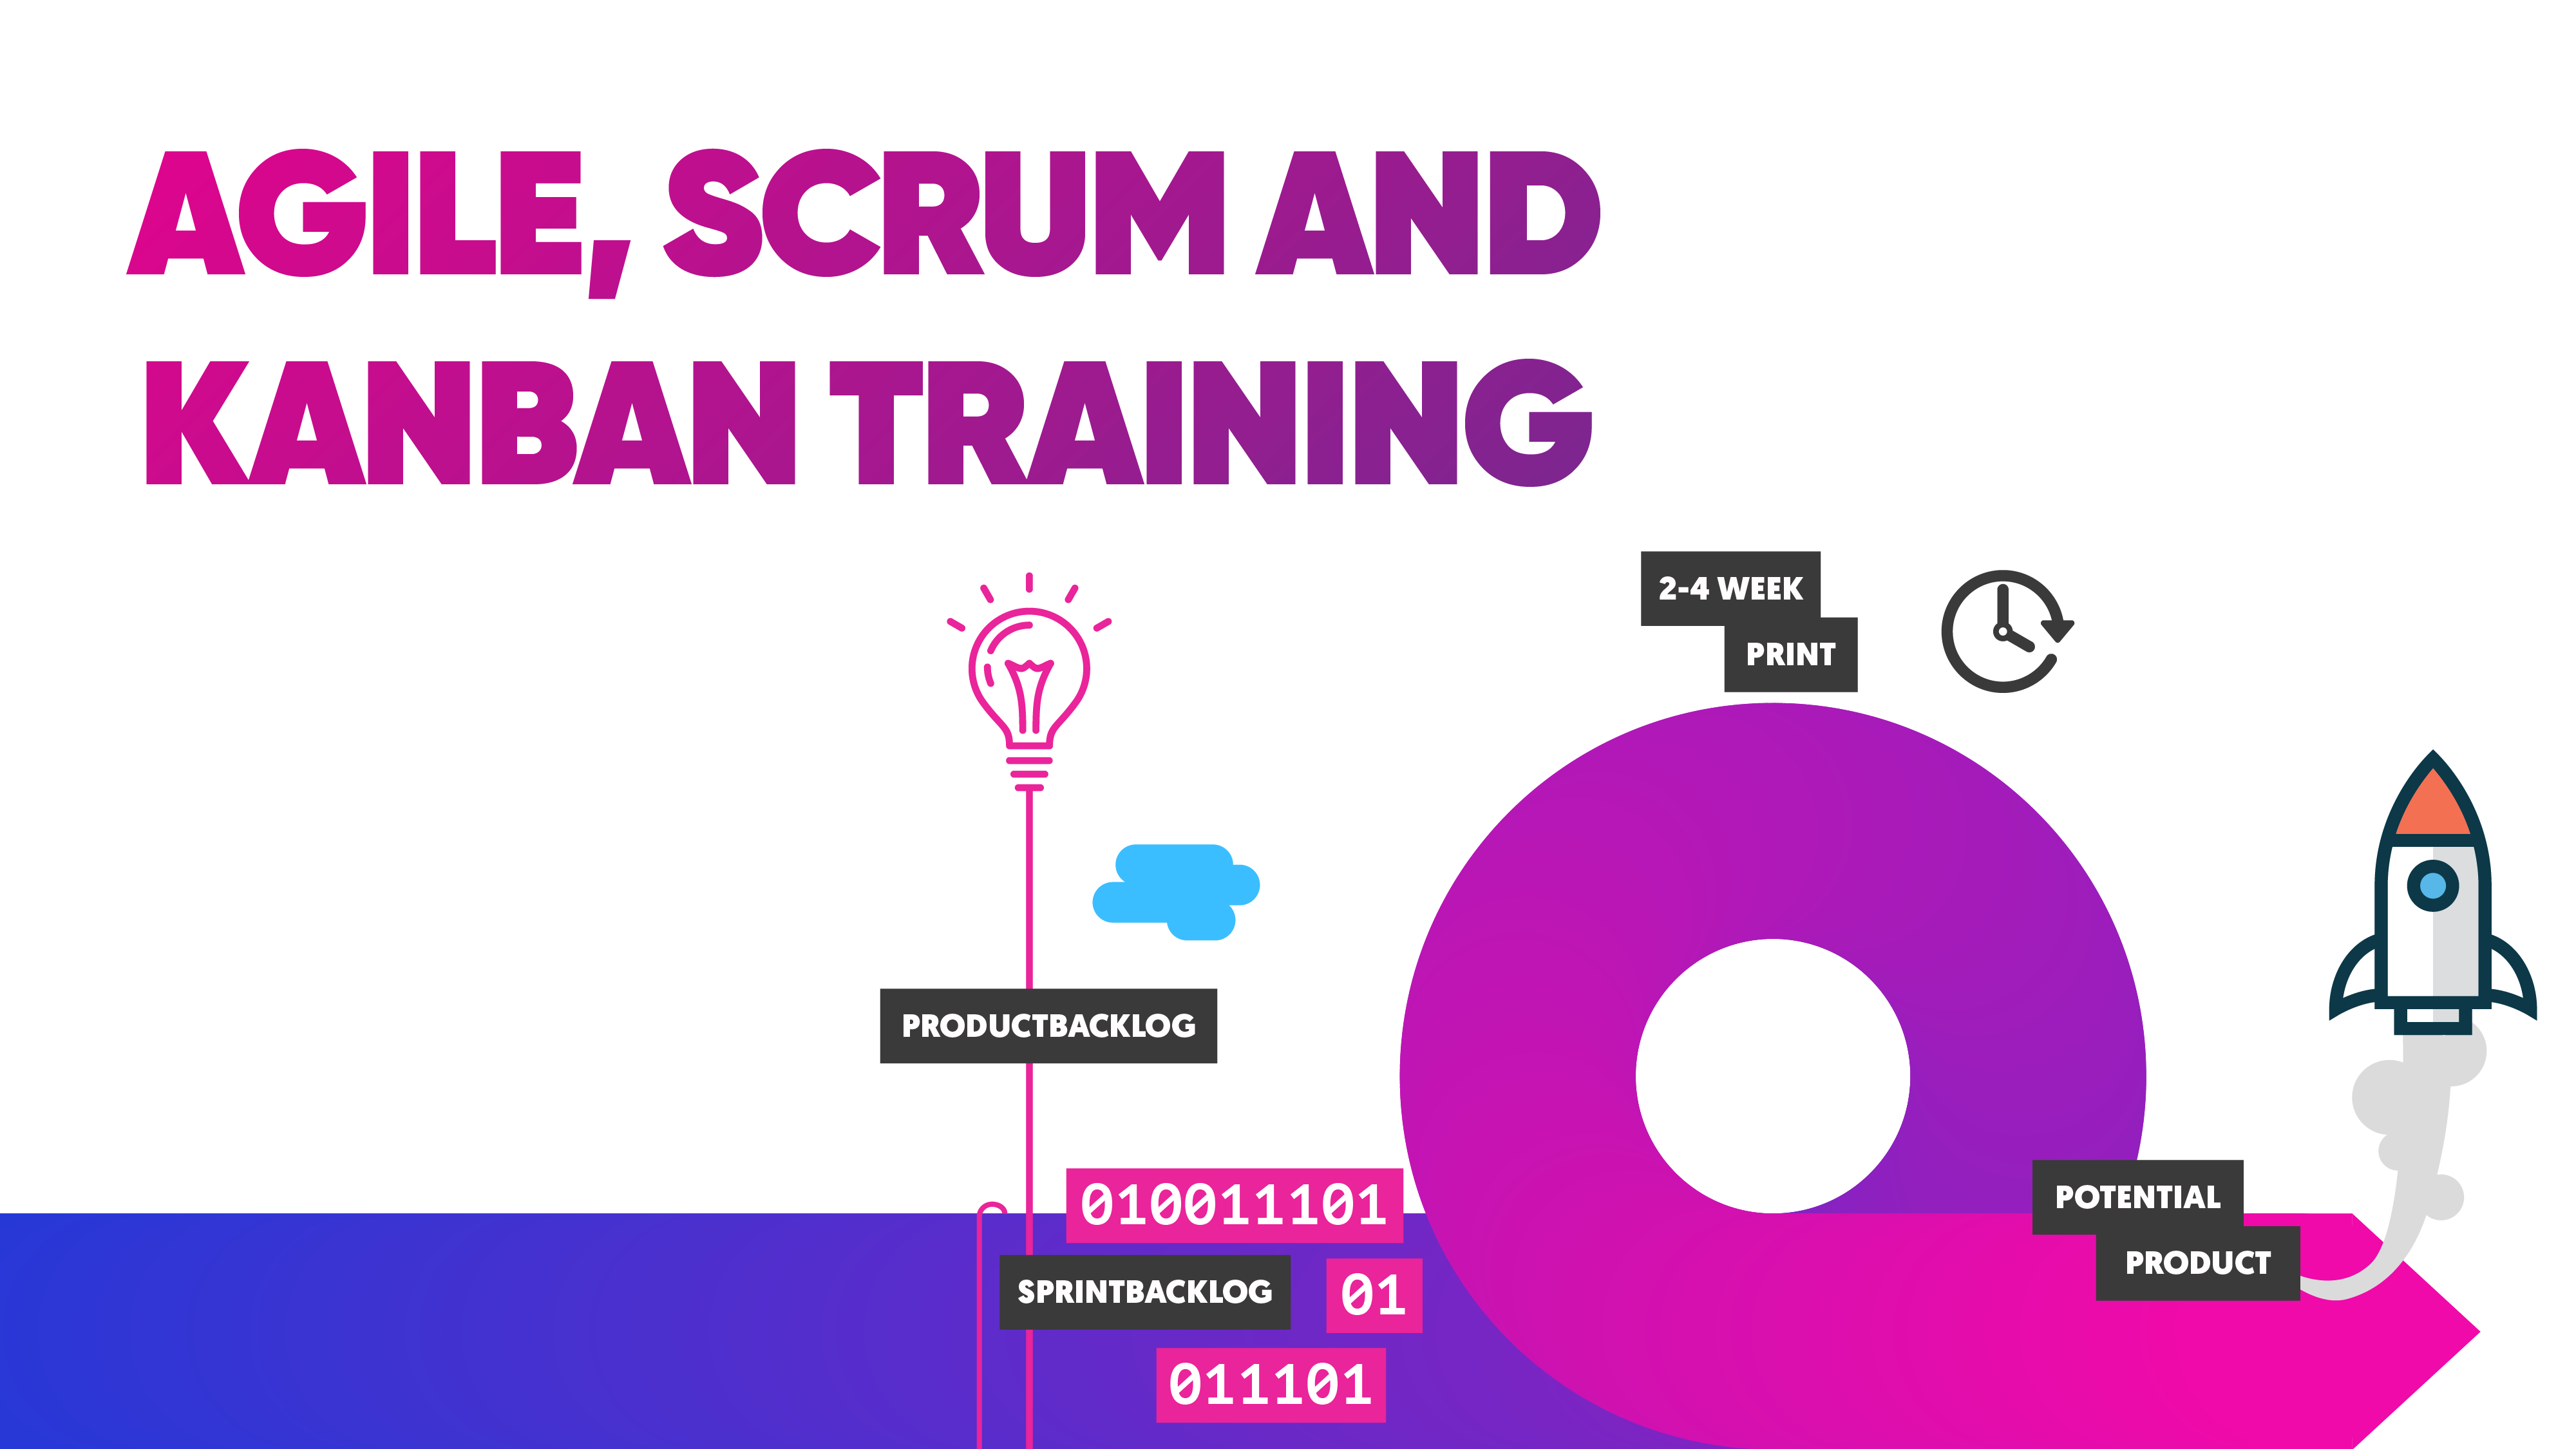 AGILE, SCRUM AND
KANBAN TRAINING
2-4 WEEK
PRINT
PRODUCTBACKLOG
010011101
SPRINTBACKLOG
01
011101
POTENTIAL
PRODUCT